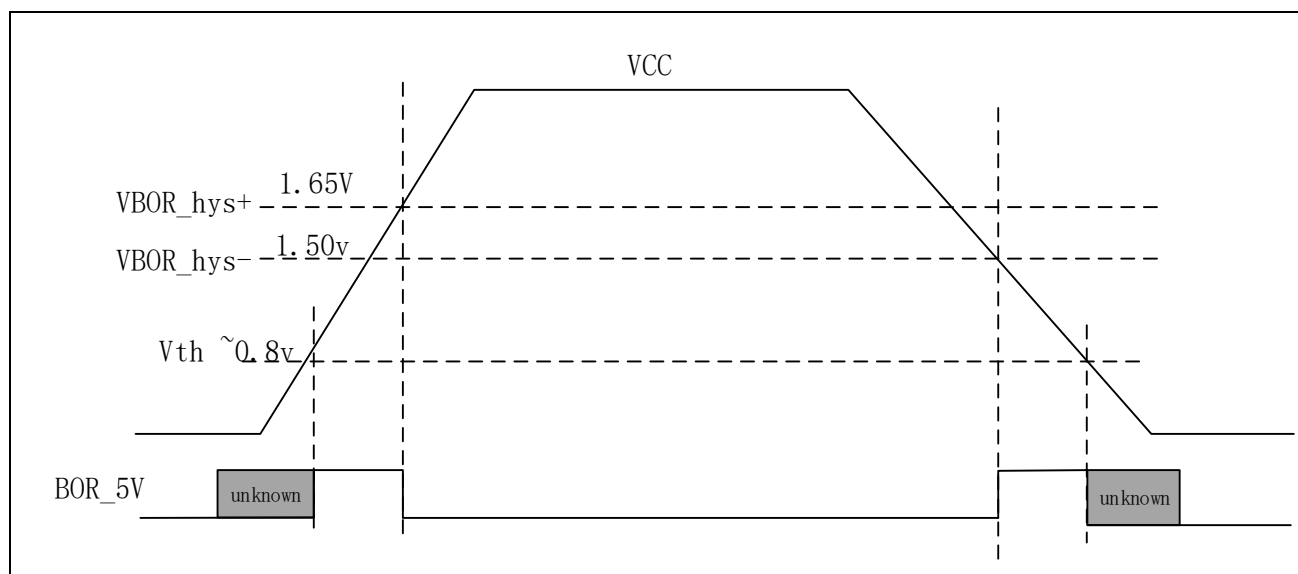 VCC
1.65V
VBOR_hys+
1.50v
VBOR_hys-
Vth ~0.8v
BOR_5V
unknown
unknown